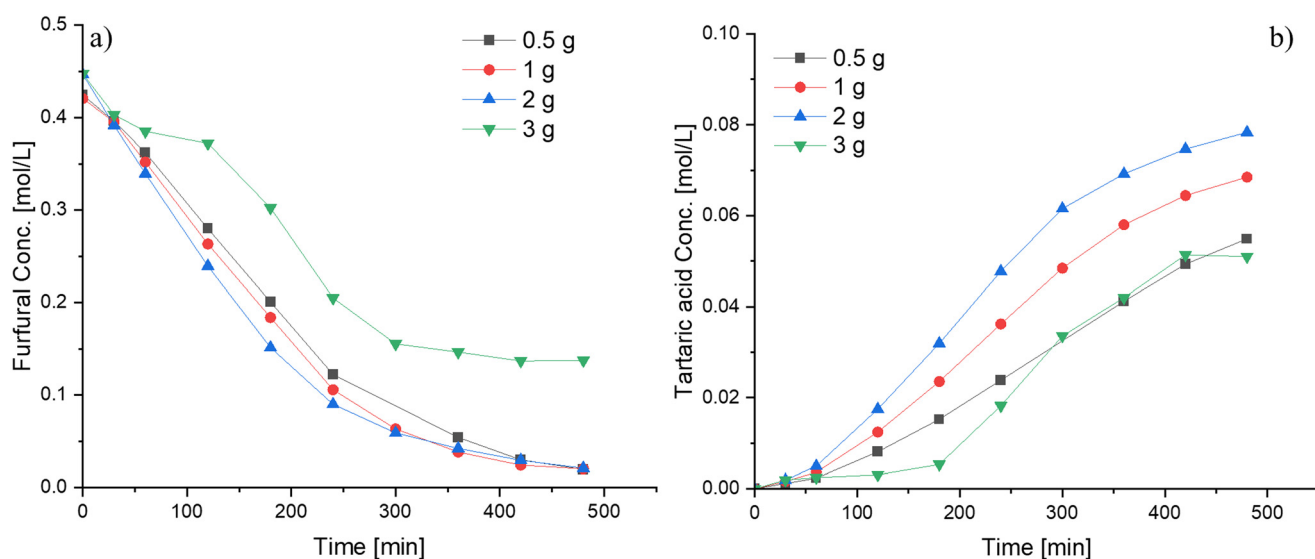 a)
0.5 g
1 g
2 g
3 g
Furfural Conc. [mol/L]
0.5
0.4
0.3
0.2
0.1
0.0
0
100
200
300
400
500
Time [min]
b)
0.5 g
1 g
2 g
3 g
Tartaric acid Conc. [mol/L]
0.10
0.08
0.06
0.04
0.02
0.00
0
100
200
300
400
500
Time [min]